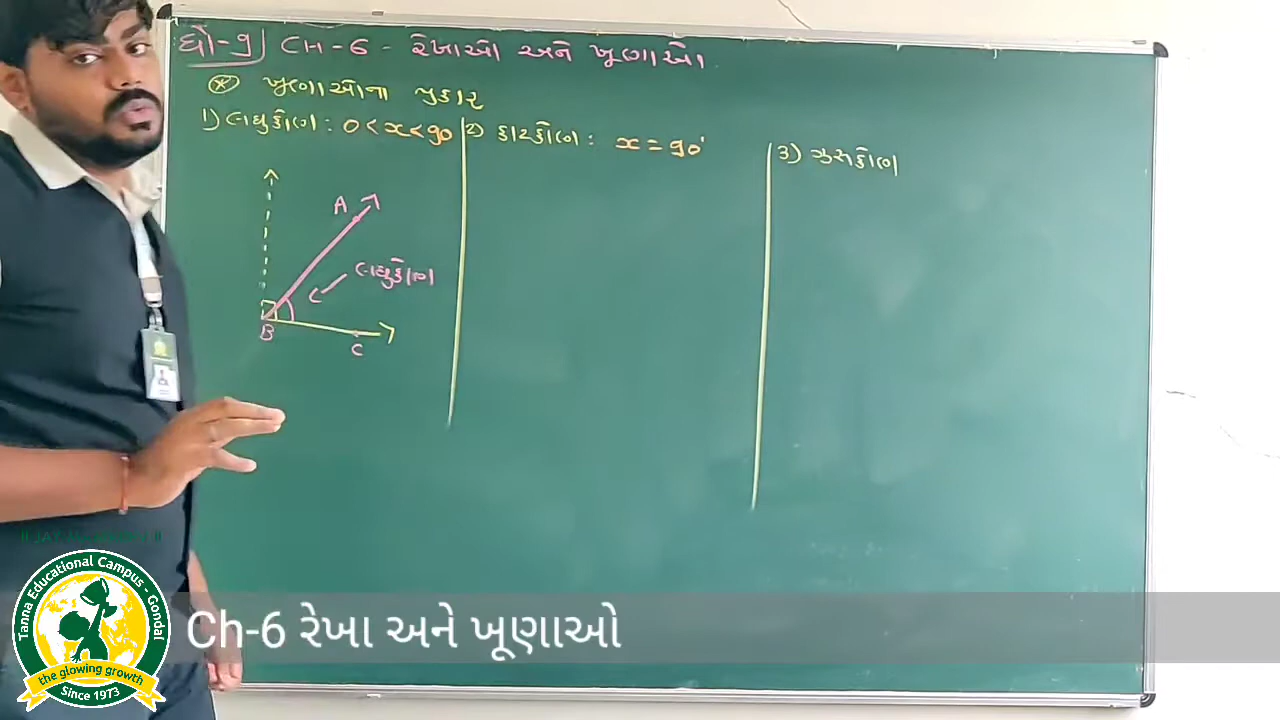 ધો-૧ CH-6 - રેખાઓ અને ખૂણાઓ.
* ખૂણાઓના પ્રકાર
1) લઘુકોણ : 0 < x < 90
2) કાટકોણ : x = 90°
3) ગુરુકોણ
A
લઘુકોણ
B
C
Ch-6 રેખા અને ખૂણાઓ
Tanna Educational Campus - Gondal
the glowing growth
Since 1973